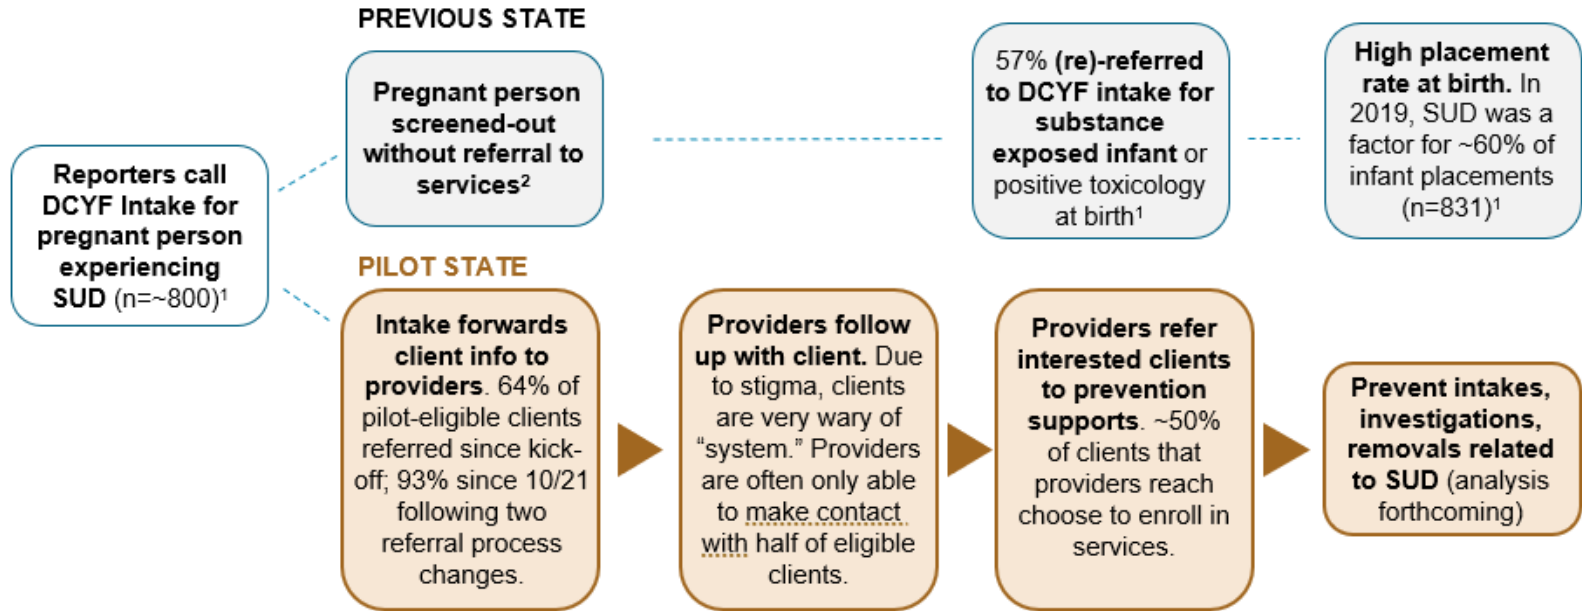 PREVIOUS STATE
Reporters call
DCYF Intake for
pregnant person
experiencing
SUD (n=~800)¹
Pregnant person
screened-out
without referral to
services²
57% (re)-referred
to DCYF intake for
substance
exposed infant or
positive toxicology
at birth¹
High placement
rate at birth. In
2019, SUD was a
factor for ~60% of
infant placements
(n=831)¹
PILOT STATE
Intake forwards
client info to
providers. 64% of
pilot-eligible clients
referred since kick-
off; 93% since 10/21
following two
referral process
changes.
Providers follow
up with client. Due
to stigma, clients
are very wary of
“system.” Providers
are often only able
to make contact
with half of eligible
clients.
Providers refer
interested clients
to prevention
supports. ~50%
of clients that
providers reach
choose to enroll in
services.
Prevent intakes,
investigations,
removals related
to SUD (analysis
forthcoming)